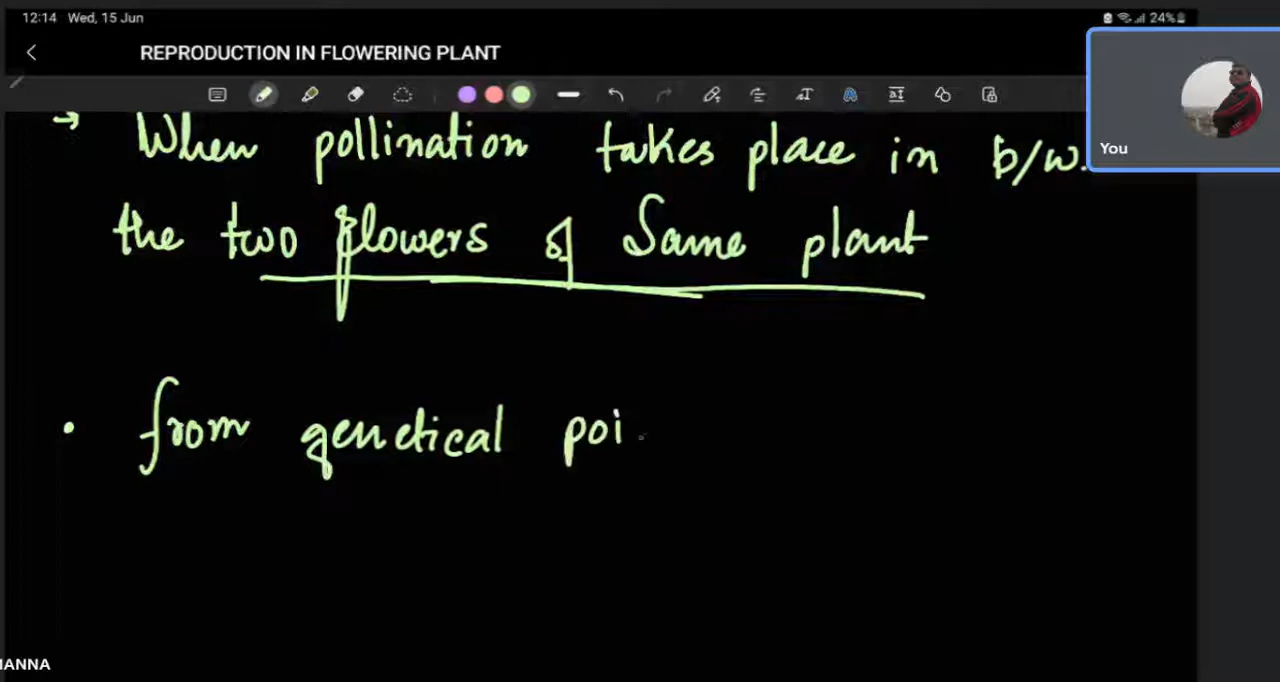 12:14 Wed, 15 Jun
24%
REPRODUCTION IN FLOWERING PLANT
You
→ When pollination takes place in b/w.
the two flowers of Same plant
• from genetical poi
MANNA